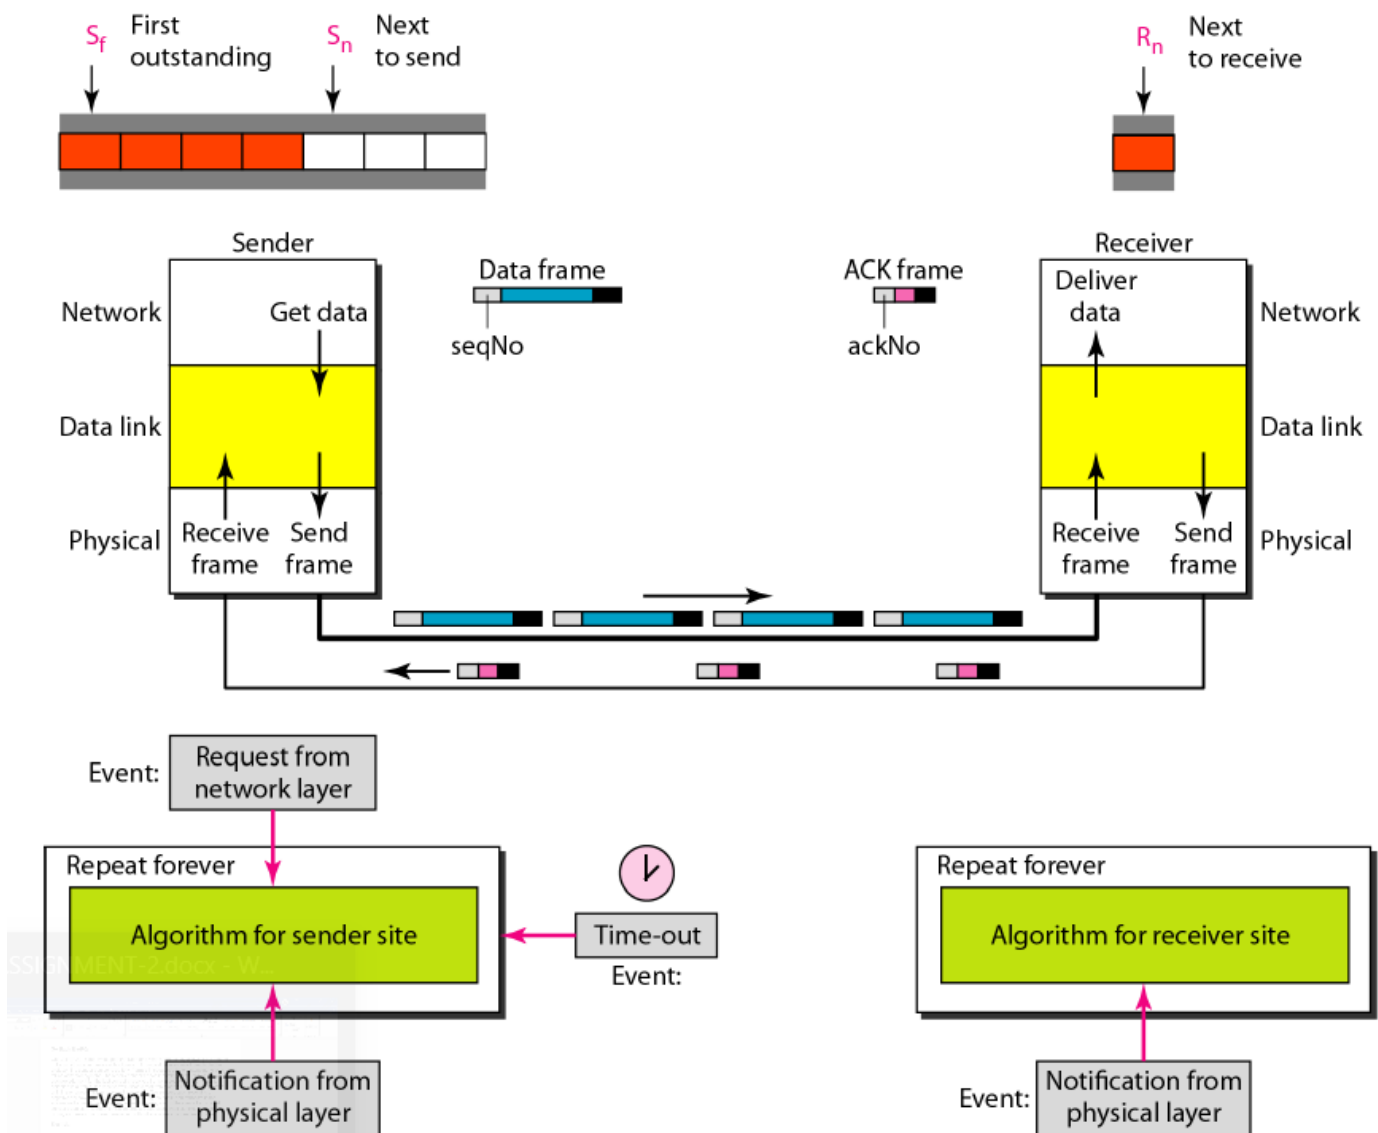 Sf First outstanding
Sn Next to send
Rn Next to receive
Sender
Receiver
Data frame
ACK frame
seqNo
ackNo
Network
Get data
Deliver
data
Network
Data link
Data link
Physical
Receive
frame
Send
frame
Receive
frame
Send
frame
Physical
Event:
Request from
network layer
Repeat forever
Algorithm for sender site
Time-out
Event:
Repeat forever
Algorithm for receiver site
SSIGNMENT-2.docx - W...
Event:
Notification from
physical layer
Event:
Notification from
physical layer